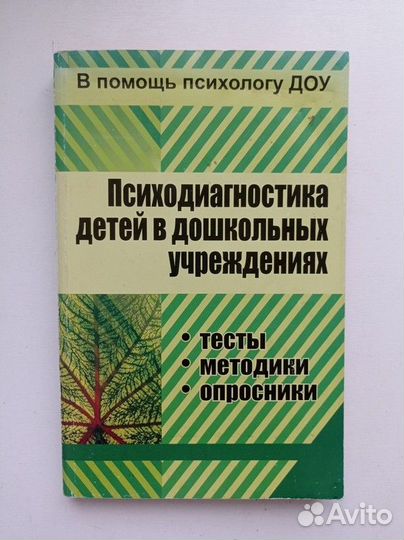 В помощь психологу ДОУ
Психодиагностика
детей в дошкольных
учреждениях
• тесты
• методики
• опросники
Avito